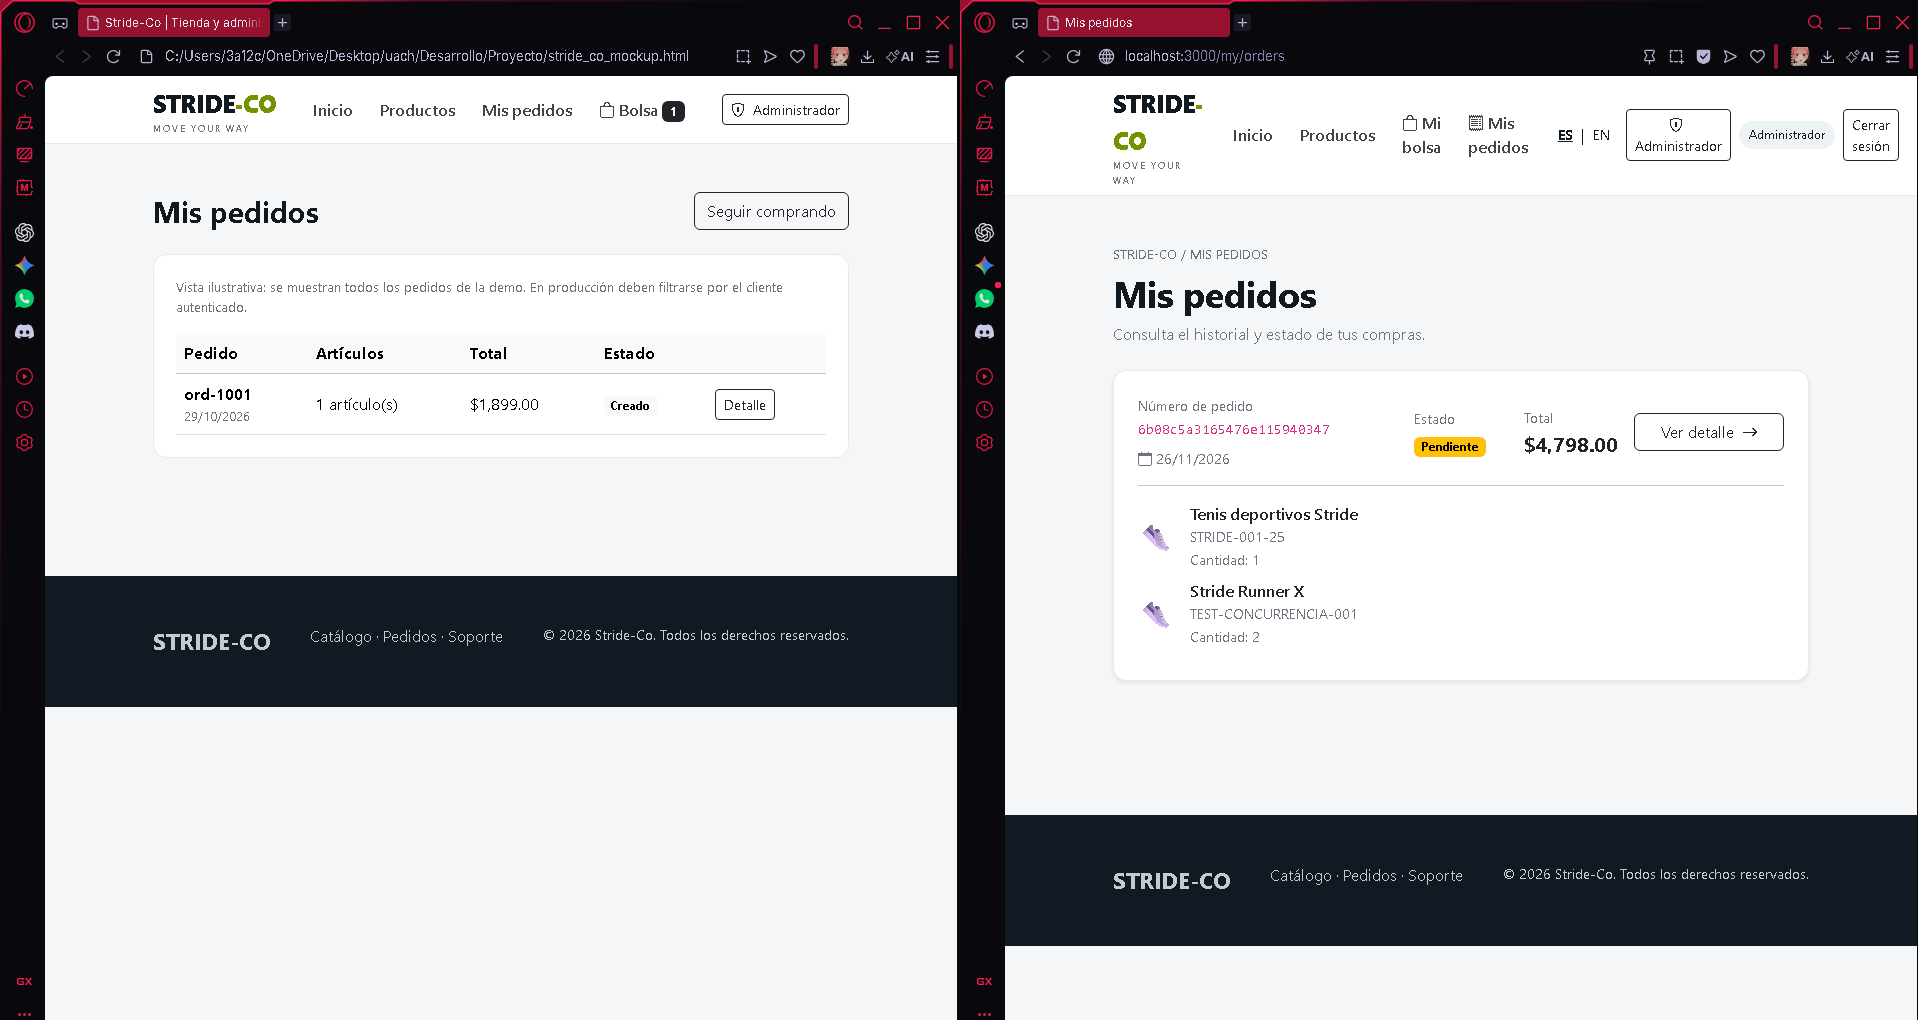 Stride-Co | Tienda y admini
C:/Users/3a12c/OneDrive/Desktop/uach/Desarrollo/Proyecto/stride_co_mockup.html
AI
STRIDE-CO
MOVE YOUR WAY
Inicio
Productos
Mis pedidos
Bolsa 1
Administrador
Mis pedidos
Seguir comprando
Vista ilustrativa: se muestran todos los pedidos de la demo. En producción deben filtrarse por el cliente
autenticado.
Pedido Artículos Total Estado
ord-1001
29/10/2026
1 artículo(s)
$1,899.00
Creado
Detalle
STRIDE-CO
Catálogo · Pedidos · Soporte
© 2026 Stride-Co. Todos los derechos reservados.
M
GX
Mis pedidos
localhost:3000/my/orders
AI
STRIDE-
CO
MOVE YOUR
WAY
Inicio
Productos
Mi
bolsa
Mis
pedidos
ES | EN
Administrador
Administrador
Cerrar
sesión
STRIDE-CO / MIS PEDIDOS
Mis pedidos
Consulta el historial y estado de tus compras.
Número de pedido
6b08c5a3165476e115940347
26/11/2026
Estado
Pendiente
Total
$4,798.00
Ver detalle →
Tenis deportivos Stride
STRIDE-001-25
Cantidad: 1
Stride Runner X
TEST-CONCURRENCIA-001
Cantidad: 2
STRIDE-CO
Catálogo · Pedidos · Soporte
© 2026 Stride-Co. Todos los derechos reservados.
M
GX